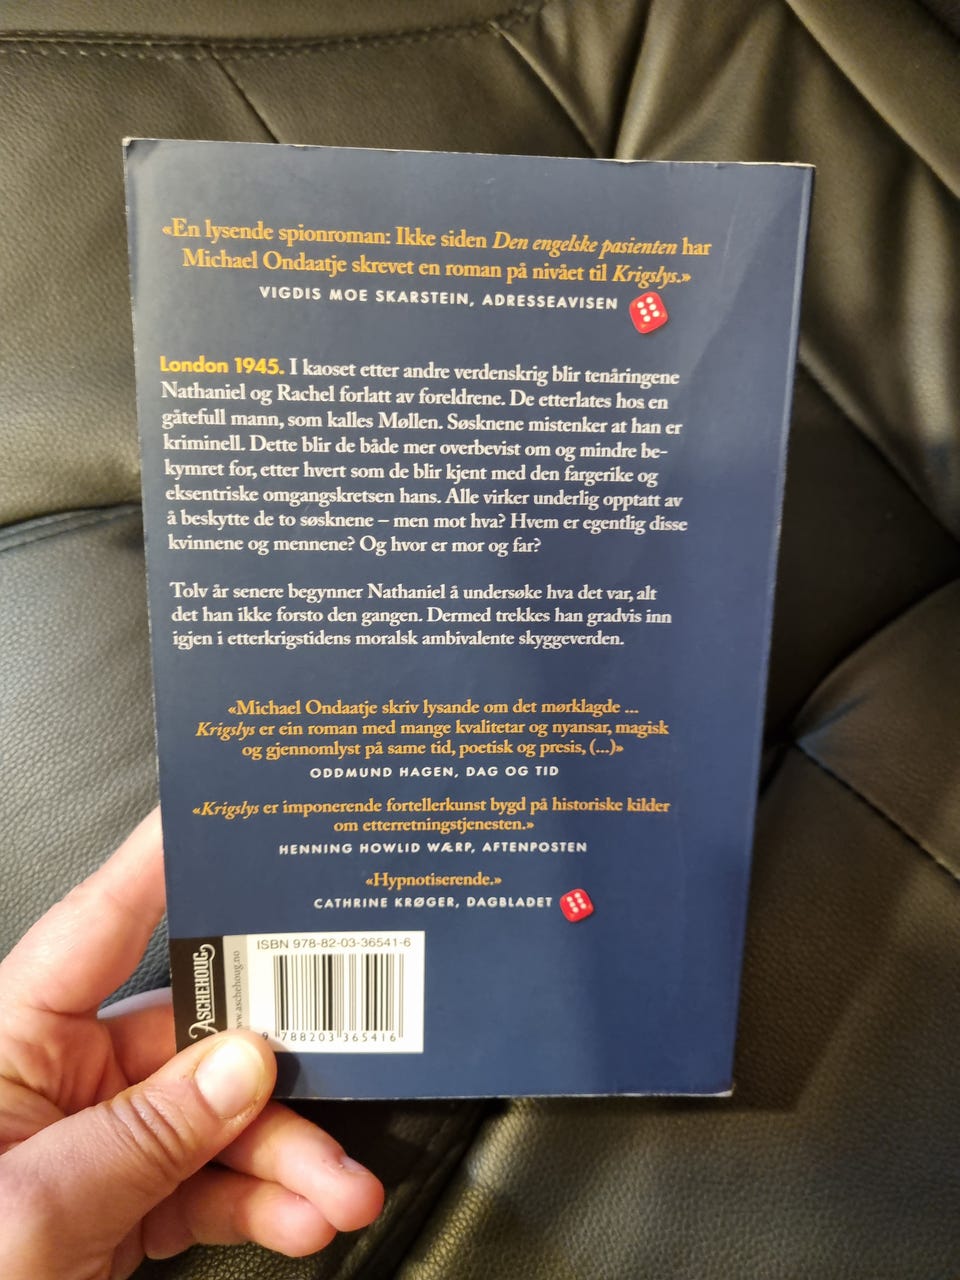 «En lysende spionroman: Ikke siden Den engelske pasienten har
Michael Ondaatje skrevet en roman på nivået til Krigslys.»
VIGDIS MOE SKARSTEIN, ADRESSEAVISEN
London 1945. I kaoset etter andre verdenskrig blir tenåringene
Nathaniel og Rachel forlatt av foreldrene. De etterlates hos en
gåtefull mann, som kalles Møllen. Søsknene mistenker at han er
kriminell. Dette blir de både mer overbevist om og mindre be-
kymret for, etter hvert som de blir kjent med den fargerike og
eksentriske omgangskretsen hans. Alle virker underlig opptatt av
å beskytte de to søsknene – men mot hva? Hvem er egentlig disse
kvinnene og mennene? Og hvor er mor og far?
Tolv år senere begynner Nathaniel å undersøke hva det var, alt
det han ikke forsto den gangen. Dermed trekkes han gradvis inn
igjen i etterkrigstidens moralsk ambivalente skyggeverden.
«Michael Ondaatje skriv lysande om det mørklagde ...
Krigslys er ein roman med mange kvalitetar og nyansar, magisk
og gjennomlyst på same tid, poetisk og presis, (...)»
ODDMUND HAGEN, DAG OG TID
«Krigslys er imponerende fortellerkunst bygd på historiske kilder
om etterretningstjenesten.»
HENNING HOWLID WÆRP, AFTENPOSTEN
«Hypnotiserende.»
CATHRINE KRØGER, DAGBLADET
ASCHEHOUG
www.aschehoug.no
ISBN 978-82-03-36541-6
9 788203 365416